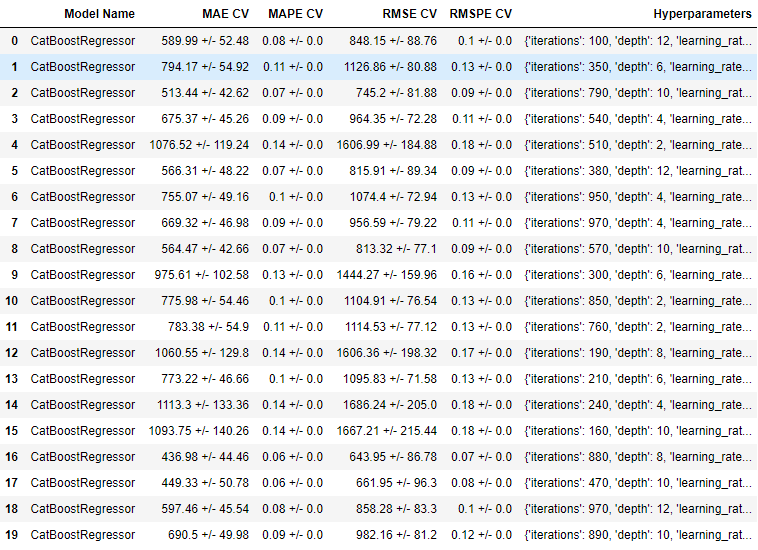 Model Name MAE CV MAPE CV RMSE CV RMSPE CV Hyperparameters
0 CatBoostRegressor 589.99 +/- 52.48 0.08 +/- 0.0 848.15 +/- 88.76 0.1 +/- 0.0 {'iterations': 100, 'depth': 12, 'learning_rat...
1 CatBoostRegressor 794.17 +/- 54.92 0.11 +/- 0.0 1126.86 +/- 80.88 0.13 +/- 0.0 {'iterations': 350, 'depth': 6, 'learning_rate...
2 CatBoostRegressor 513.44 +/- 42.62 0.07 +/- 0.0 745.2 +/- 81.88 0.09 +/- 0.0 {'iterations': 790, 'depth': 10, 'learning_rat...
3 CatBoostRegressor 675.37 +/- 45.26 0.09 +/- 0.0 964.35 +/- 72.28 0.11 +/- 0.0 {'iterations': 540, 'depth': 4, 'learning_rate...
4 CatBoostRegressor 1076.52 +/- 119.24 0.14 +/- 0.0 1606.99 +/- 184.88 0.18 +/- 0.0 {'iterations': 510, 'depth': 2, 'learning_rate...
5 CatBoostRegressor 566.31 +/- 48.22 0.07 +/- 0.0 815.91 +/- 89.34 0.09 +/- 0.0 {'iterations': 380, 'depth': 12, 'learning_rat...
6 CatBoostRegressor 755.07 +/- 49.16 0.1 +/- 0.0 1074.4 +/- 72.94 0.13 +/- 0.0 {'iterations': 950, 'depth': 4, 'learning_rate...
7 CatBoostRegressor 669.32 +/- 46.98 0.09 +/- 0.0 956.59 +/- 79.22 0.11 +/- 0.0 {'iterations': 970, 'depth': 4, 'learning_rate...
8 CatBoostRegressor 564.47 +/- 42.66 0.07 +/- 0.0 813.32 +/- 77.1 0.09 +/- 0.0 {'iterations': 570, 'depth': 10, 'learning_rat...
9 CatBoostRegressor 975.61 +/- 102.58 0.13 +/- 0.0 1444.27 +/- 159.96 0.16 +/- 0.0 {'iterations': 300, 'depth': 6, 'learning_rate...
10 CatBoostRegressor 775.98 +/- 54.46 0.1 +/- 0.0 1104.91 +/- 76.54 0.13 +/- 0.0 {'iterations': 850, 'depth': 2, 'learning_rate...
11 CatBoostRegressor 783.38 +/- 54.9 0.11 +/- 0.0 1114.53 +/- 77.12 0.13 +/- 0.0 {'iterations': 760, 'depth': 2, 'learning_rate...
12 CatBoostRegressor 1060.55 +/- 129.8 0.14 +/- 0.0 1606.36 +/- 198.32 0.17 +/- 0.0 {'iterations': 190, 'depth': 8, 'learning_rate...
13 CatBoostRegressor 773.22 +/- 46.66 0.1 +/- 0.0 1095.83 +/- 71.58 0.13 +/- 0.0 {'iterations': 210, 'depth': 6, 'learning_rate...
14 CatBoostRegressor 1113.3 +/- 133.36 0.14 +/- 0.0 1686.24 +/- 205.0 0.18 +/- 0.0 {'iterations': 240, 'depth': 4, 'learning_rate...
15 CatBoostRegressor 1093.75 +/- 140.26 0.14 +/- 0.0 1667.21 +/- 215.44 0.18 +/- 0.0 {'iterations': 160, 'depth': 10, 'learning_rat...
16 CatBoostRegressor 436.98 +/- 44.46 0.06 +/- 0.0 643.95 +/- 86.78 0.07 +/- 0.0 {'iterations': 880, 'depth': 8, 'learning_rate...
17 CatBoostRegressor 449.33 +/- 50.78 0.06 +/- 0.0 661.95 +/- 96.3 0.08 +/- 0.0 {'iterations': 470, 'depth': 10, 'learning_rat...
18 CatBoostRegressor 597.46 +/- 45.54 0.08 +/- 0.0 858.28 +/- 83.3 0.1 +/- 0.0 {'iterations': 970, 'depth': 12, 'learning_rat...
19 CatBoostRegressor 690.5 +/- 49.98 0.09 +/- 0.0 982.16 +/- 81.2 0.12 +/- 0.0 {'iterations': 890, 'depth': 10, 'learning_rat...